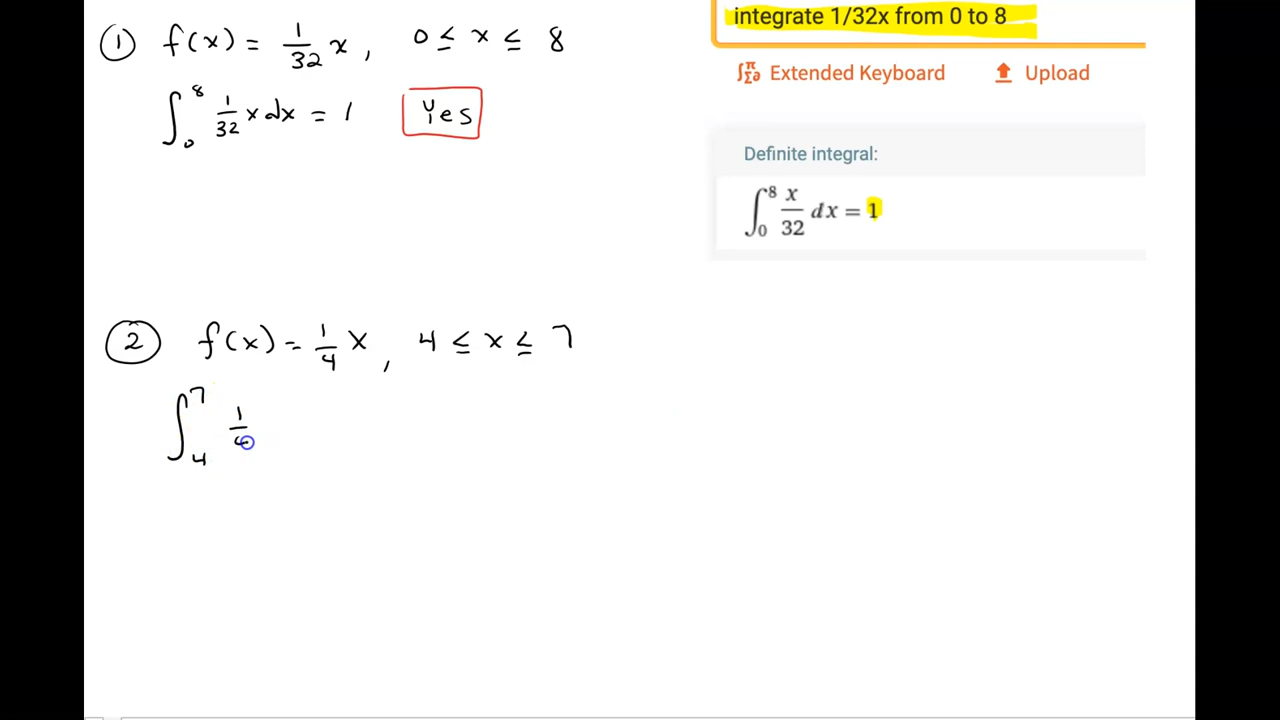 ① f(x) = 1/32 x, 0 ≤ x ≤ 8
∫₀⁸ 1/32 x dx = 1 Yes
integrate 1/32x from 0 to 8
∫Σ∂π Extended Keyboard Upload
Definite integral:
∫₀⁸ x/32 dx = 1
② f(x) = 1/4 x, 4 ≤ x ≤ 7
∫₄⁷ 1/